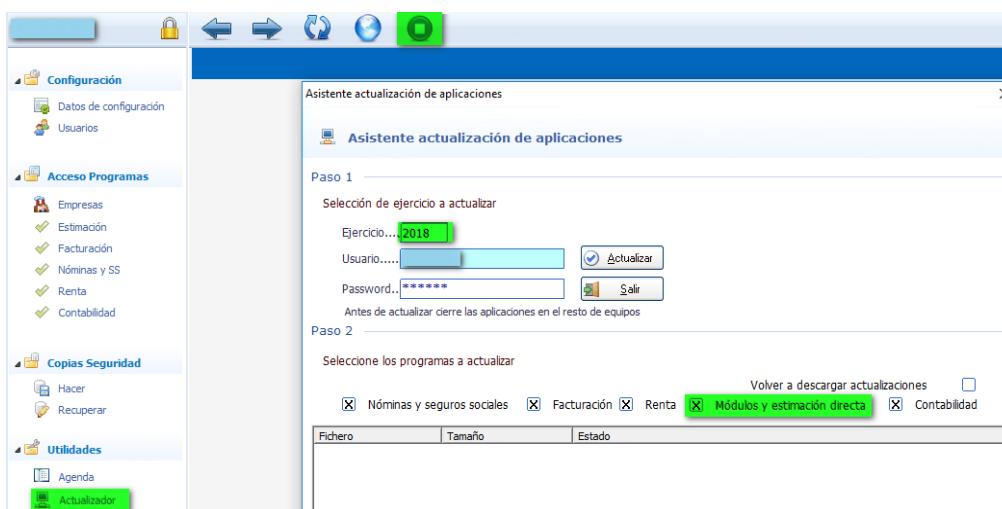 Configuración
Datos de configuración
Usuarios
Acceso Programas
Empresas
Estimación
Facturación
Nóminas y SS
Renta
Contabilidad
Copias Seguridad
Hacer
Recuperar
Utilidades
Agenda
Actualizador
Asistente actualización de aplicaciones
Asistente actualización de aplicaciones
Paso 1
Selección de ejercicio a actualizar
Ejercicio....2018
Usuario.....
Actualizar
Password..******
Salir
Antes de actualizar cierre las aplicaciones en el resto de equipos
Paso 2
Seleccione los programas a actualizar
Volver a descargar actualizaciones
Nóminas y seguros sociales Facturación Renta Módulos y estimación directa Contabilidad
Fichero Tamaño Estado